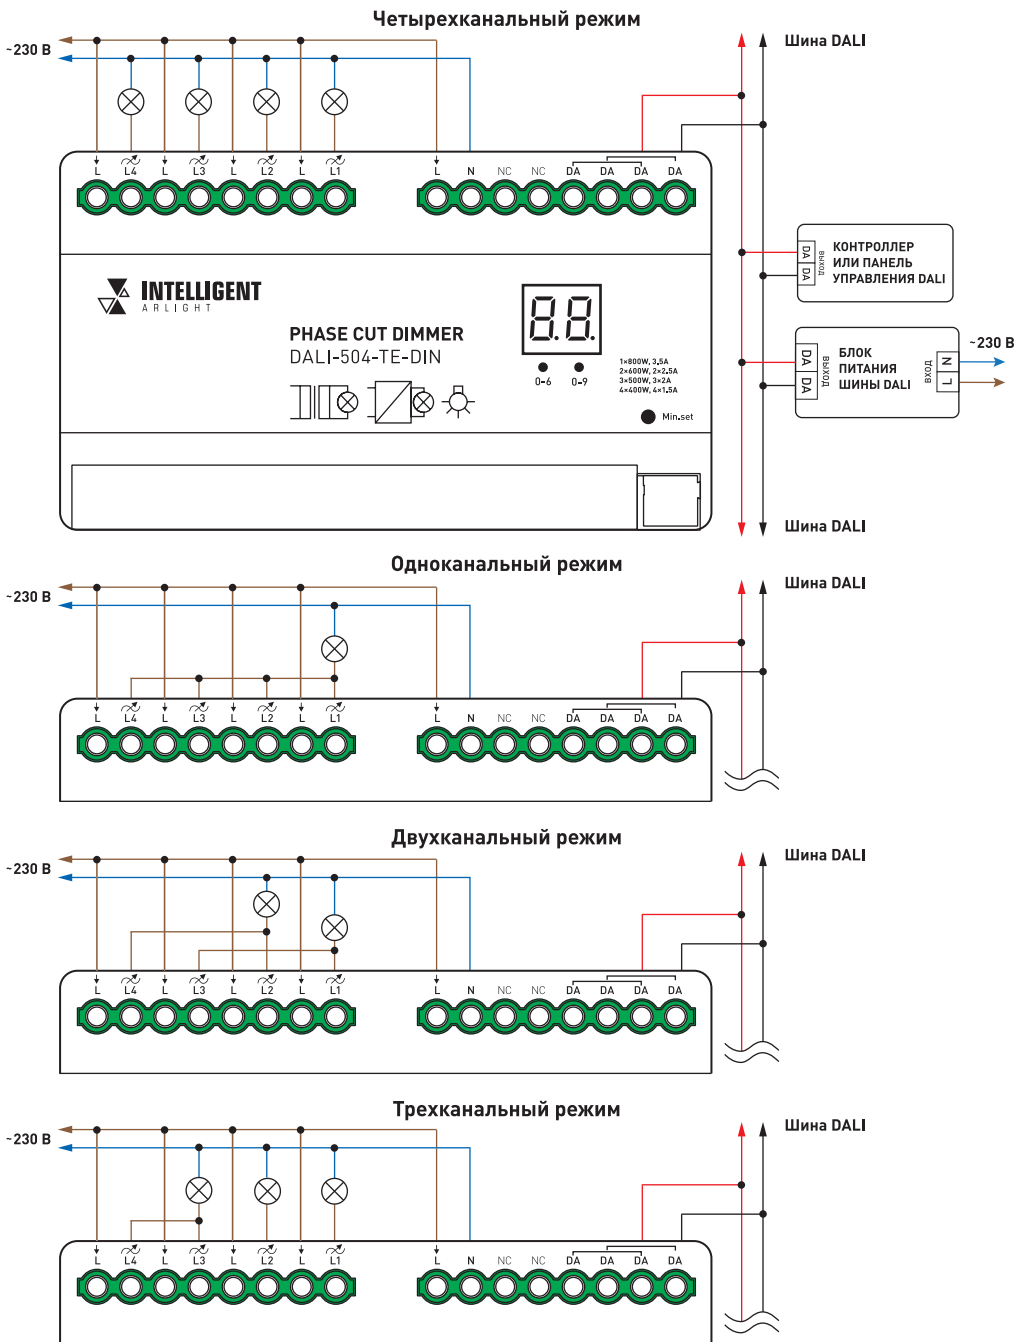 Четырехканальный режим
~230 В
Шина DALI
L L4 L L3 L L2 L L1 L N NC NC DA DA DA DA
INTELLIGENT
ARLIGHT
PHASE CUT DIMMER
DALI-504-TE-DIN
8.8.
0-6 0-9
1×800W, 3.5A
2×600W, 2×2.5A
3×500W, 3×2A
4×400W, 4×1.5A
Min.set
DA
DA
ВЫХОД
КОНТРОЛЛЕР
ИЛИ ПАНЕЛЬ
УПРАВЛЕНИЯ DALI
DA
DA
ВЫХОД
БЛОК
ПИТАНИЯ
ШИНЫ DALI
ВХОД
N
L
~230 В
Шина DALI
Одноканальный режим
~230 В
Шина DALI
L L4 L L3 L L2 L L1 L N NC NC DA DA DA DA
Двухканальный режим
~230 В
Шина DALI
L L4 L L3 L L2 L L1 L N NC NC DA DA DA DA
Трехканальный режим
~230 В
Шина DALI
L L4 L L3 L L2 L L1 L N NC NC DA DA DA DA